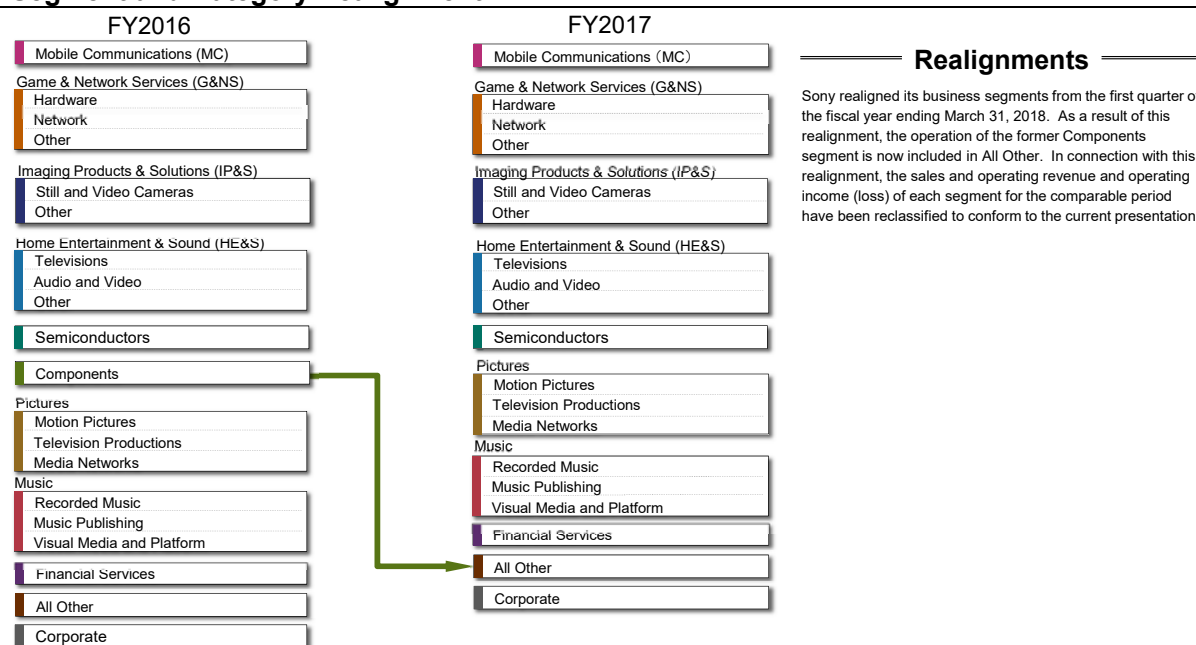 FY2016
Mobile Communications (MC)
Game & Network Services (G&NS)
Hardware
Network
Other
Imaging Products & Solutions (IP&S)
Still and Video Cameras
Other
Home Entertainment & Sound (HE&S)
Televisions
Audio and Video
Other
Semiconductors
Components
Pictures
Motion Pictures
Television Productions
Media Networks
Music
Recorded Music
Music Publishing
Visual Media and Platform
Financial Services
All Other
Corporate
FY2017
Mobile Communications（MC）
Game & Network Services (G&NS)
Hardware
Network
Other
Imaging Products & Solutions (IP&S)
Still and Video Cameras
Other
Home Entertainment & Sound (HE&S)
Televisions
Audio and Video
Other
Semiconductors
Pictures
Motion Pictures
Television Productions
Media Networks
Music
Recorded Music
Music Publishing
Visual Media and Platform
Financial Services
All Other
Corporate
Realignments
Sony realigned its business segments from the first quarter o
the fiscal year ending March 31, 2018. As a result of this
realignment, the operation of the former Components
segment is now included in All Other. In connection with this
realignment, the sales and operating revenue and operating
income (loss) of each segment for the comparable period
have been reclassified to conform to the current presentation